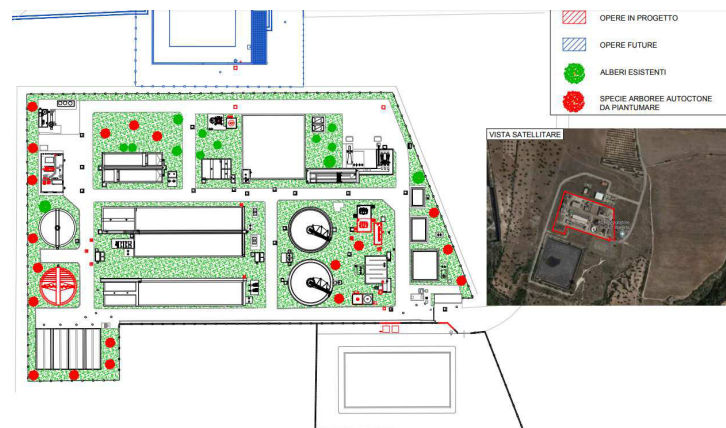 OPERE IN PROGETTO
OPERE FUTURE
ALBERI ESISTENTI
SPECIE ARBOREE AUTOCTONE
DA PIANTUMARE
VISTA SATELLITARE